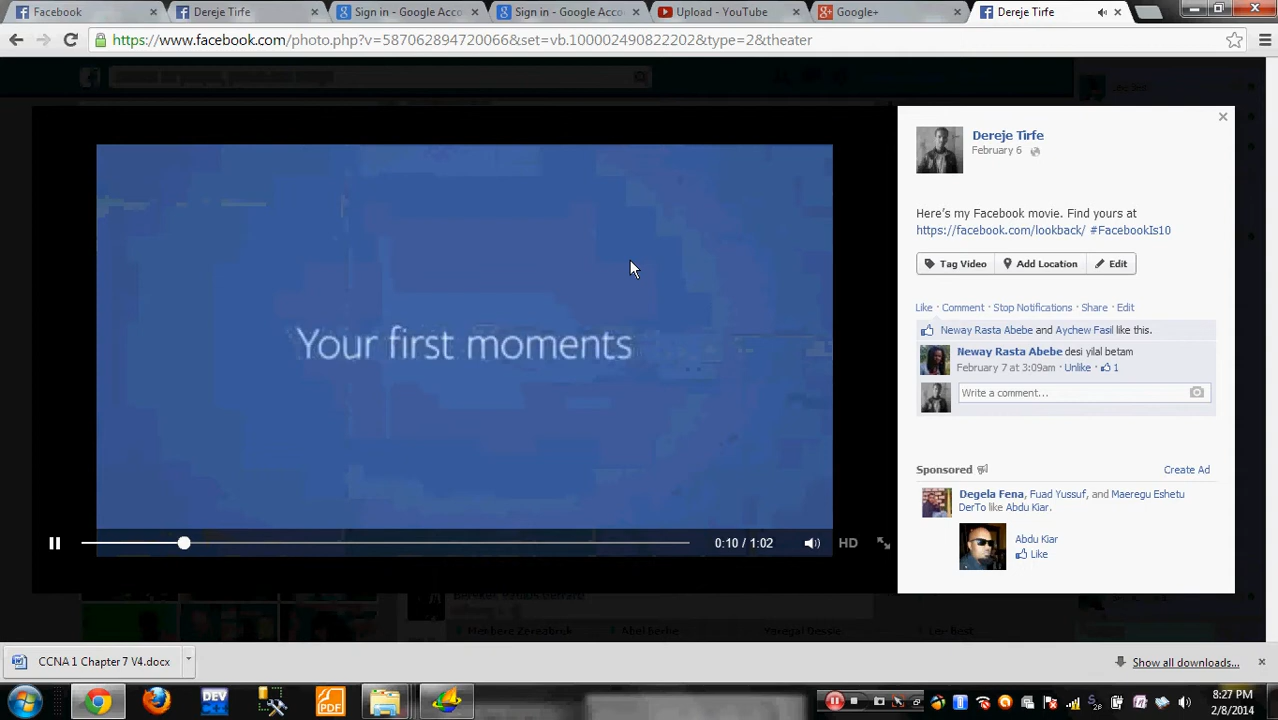 Facebook
Dereje Tirfe
Sign in - Google Accou
Sign in - Google Accou
Upload - YouTube
Google+
Dereje Tirfe
https://www.facebook.com/photo.php?v=587062894720066&set=vb.100002490822202&type=2&theater
Your first moments
0:10 / 1:02
HD
Dereje Tirfe
February 6
Here's my Facebook movie. Find yours at
https://facebook.com/lookback/ #FacebookIs10
Tag Video
Add Location
Edit
Like · Comment · Stop Notifications · Share · Edit
Neway Rasta Abebe and Aychew Fasil like this.
Neway Rasta Abebe desi yilal betam
February 7 at 3:09am · Unlike · 1
Write a comment...
Sponsored
Create Ad
Degela Fena, Fuad Yussuf, and Maeregu Eshetu
DerTo like Abdu Kiar.
Abdu Kiar
Like
CCNA 1 Chapter 7 V4.docx
Show all downloads...
DEV
PDF
8:27 PM
2/8/2014